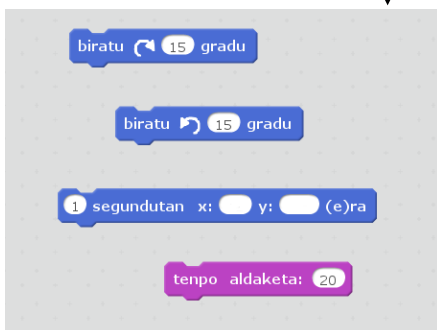 biratu 15 gradu
biratu 15 gradu
1 segundutan x: y: (e)ra
tenpo aldaketa: 20